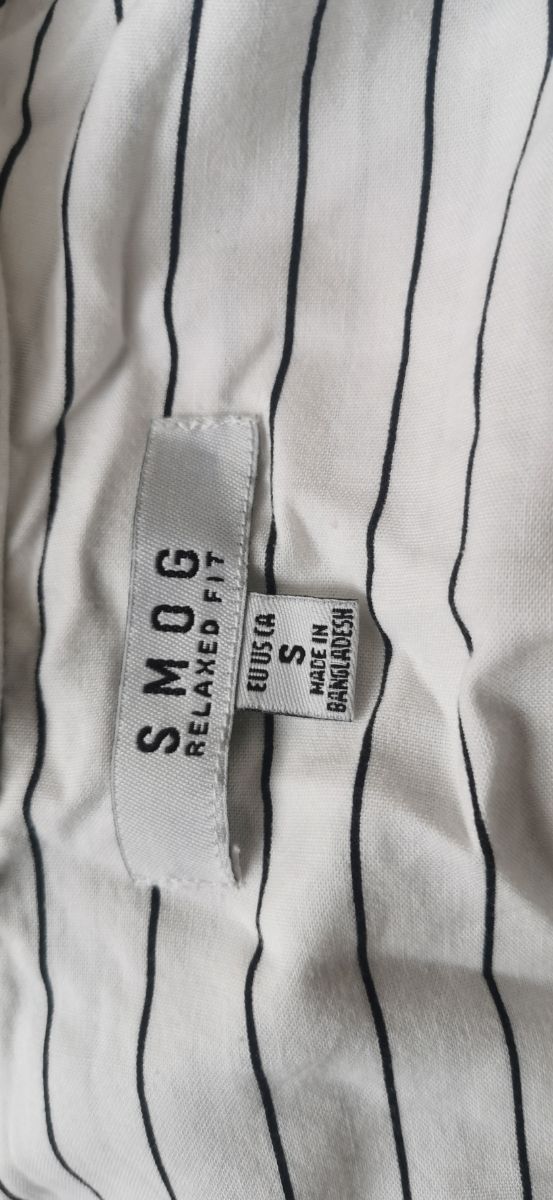 SMOG
RELAXED FIT
EU US CA
S
MADE IN
BANGLADESH